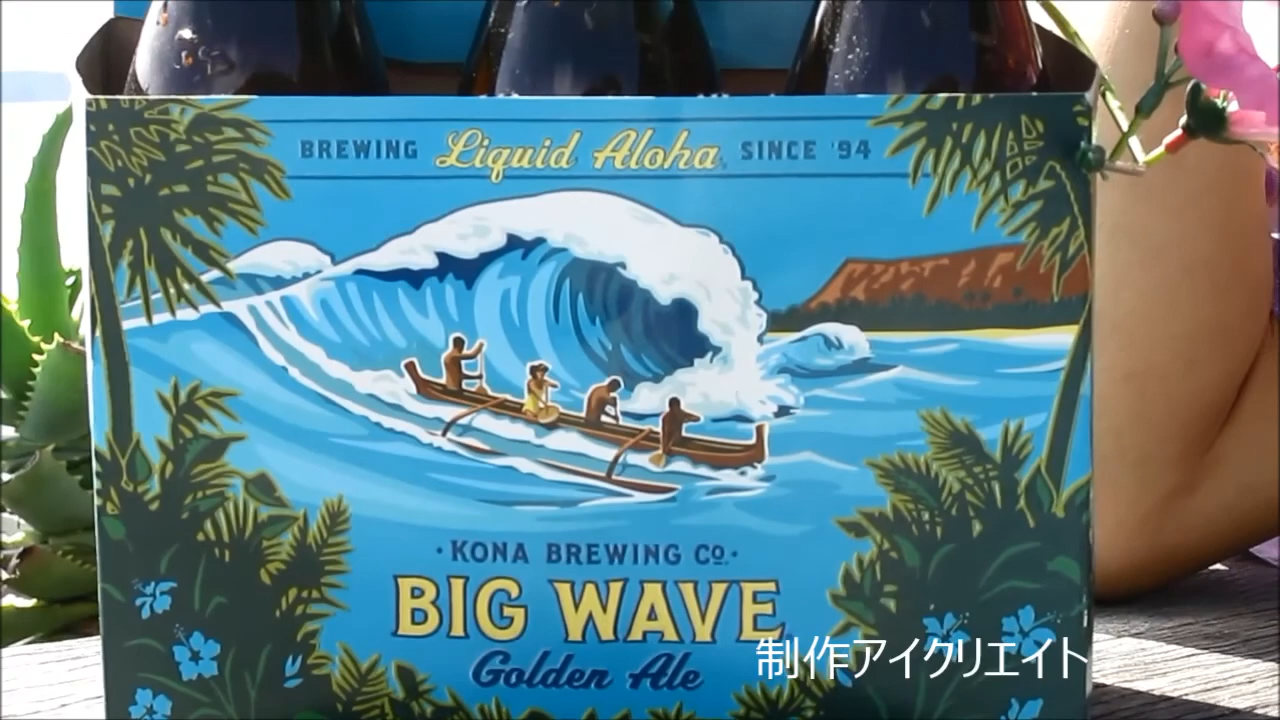 BREWING Liquid Aloha SINCE '94
·KONA BREWING CO.·
BIG WAVE
Golden Ale
制作アイクリエイト